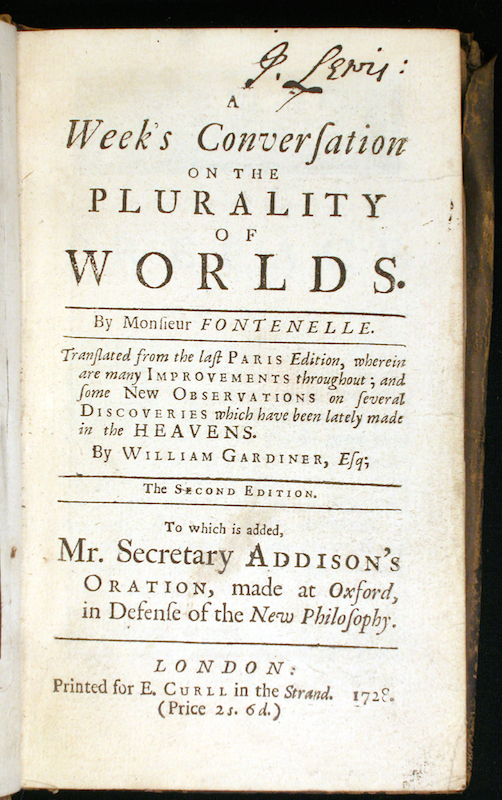 J. Lewis:
A
Week's Converſation
ON THE
PLURALITY
OF
WORLDS.
By Monſieur FONTENELLE.
Tranſlated from the laſt PARIS Edition, wherein
are many IMPROVEMENTS throughout; and
ſome NEW OBSERVATIONS on ſeveral
DISCOVERIES which have been lately made
in the HEAVENS.
By WILLIAM GARDINER, Eſq;
The SECOND EDITION.
To which is added,
Mr. Secretary ADDISON'S
ORATION, made at Oxford,
in Defenſe of the New Philoſophy.
LONDON:
Printed for E. CURLL in the Strand. 1728.
(Price 2s. 6d.)